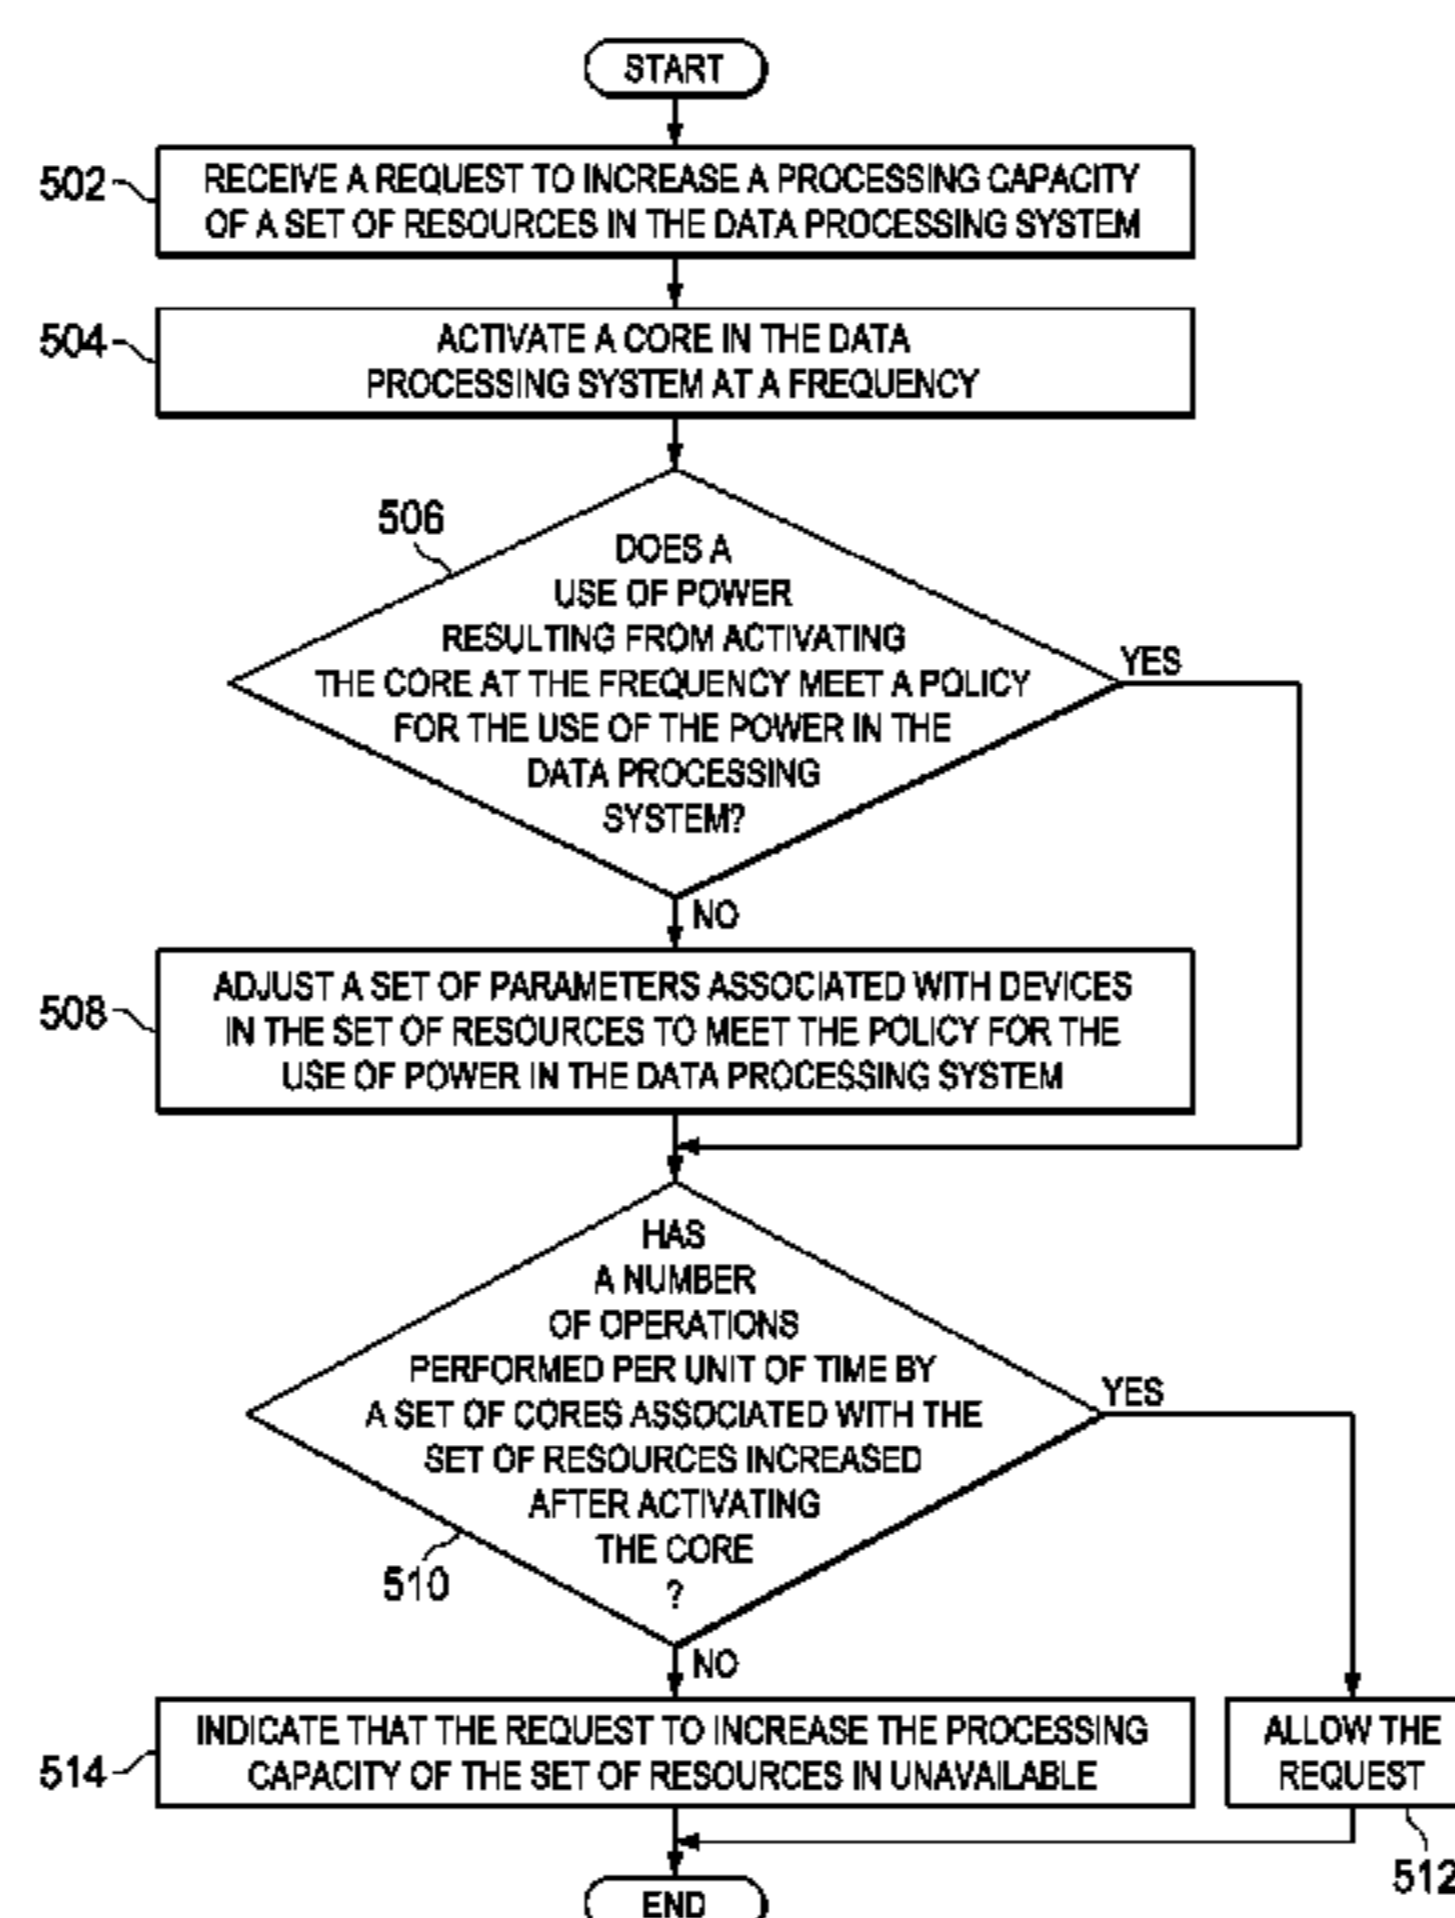 START
502
RECEIVE A REQUEST TO INCREASE A PROCESSING CAPACITY
OF A SET OF RESOURCES IN THE DATA PROCESSING SYSTEM
504
ACTIVATE A CORE IN THE DATA
PROCESSING SYSTEM AT A FREQUENCY
506
DOES A
USE OF POWER
RESULTING FROM ACTIVATING
THE CORE AT THE FREQUENCY MEET A POLICY
FOR THE USE OF THE POWER IN THE
DATA PROCESSING
SYSTEM?
YES
NO
508
ADJUST A SET OF PARAMETERS ASSOCIATED WITH DEVICES
IN THE SET OF RESOURCES TO MEET THE POLICY FOR THE
USE OF POWER IN THE DATA PROCESSING SYSTEM
HAS
A NUMBER
OF OPERATIONS
PERFORMED PER UNIT OF TIME BY
A SET OF CORES ASSOCIATED WITH THE
SET OF RESOURCES INCREASED
AFTER ACTIVATING
THE CORE
?
510
YES
NO
514
INDICATE THAT THE REQUEST TO INCREASE THE PROCESSING
CAPACITY OF THE SET OF RESOURCES IN UNAVAILABLE
ALLOW THE
REQUEST
512
END